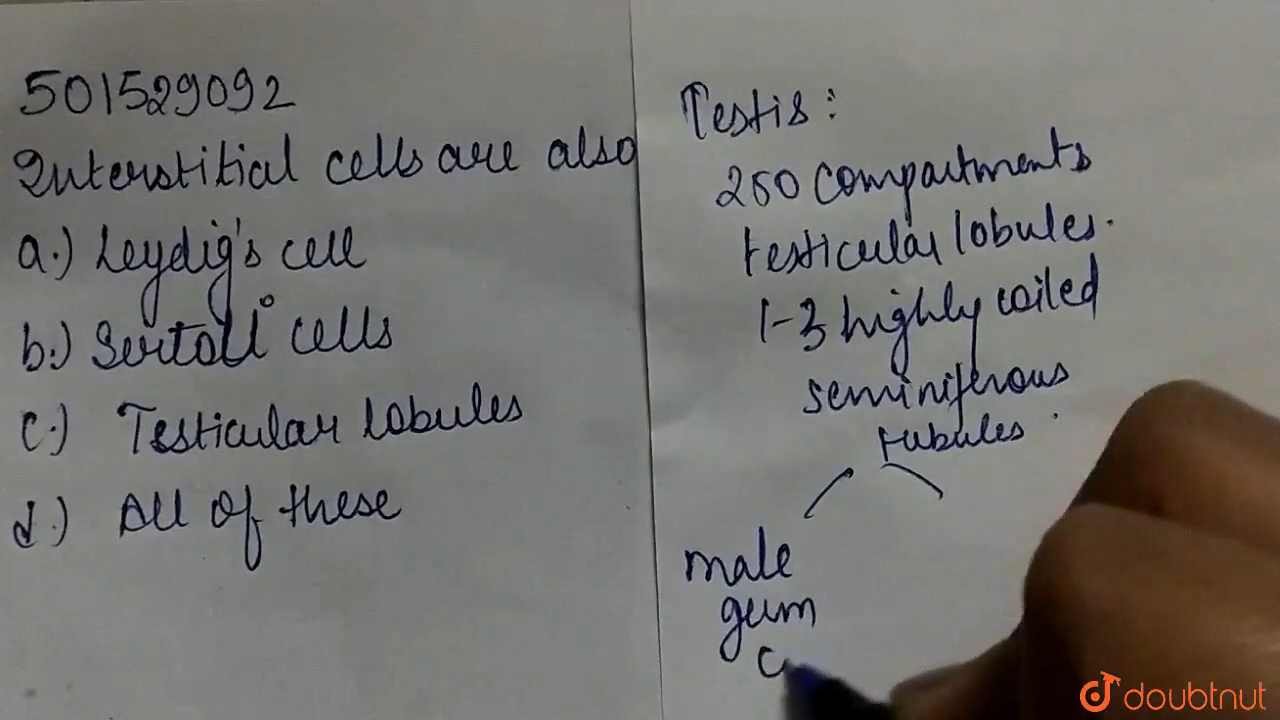 501529092
Interstitial cells are also
a.) Leydig's cell
b.) Sertoli cells
c.) Testicular lobules
d.) All of these
Testis:
250 compartments
testicular lobules.
1-3 highly coiled
seminiferous
tubules.
male
germ
c
doubtnut